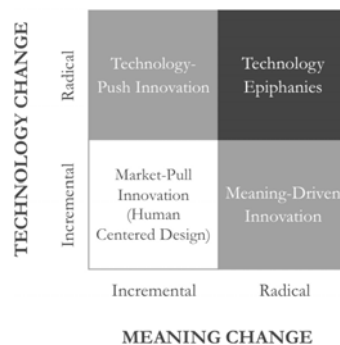 TECHNOLOGY CHANGE
Radical
Technology-
Push Innovation
Technology
Epiphanies
Incremental
Market-Pull
Innovation
(Human
Centered Design)
Meaning-Driven
Innovation
Incremental
Radical
MEANING CHANGE